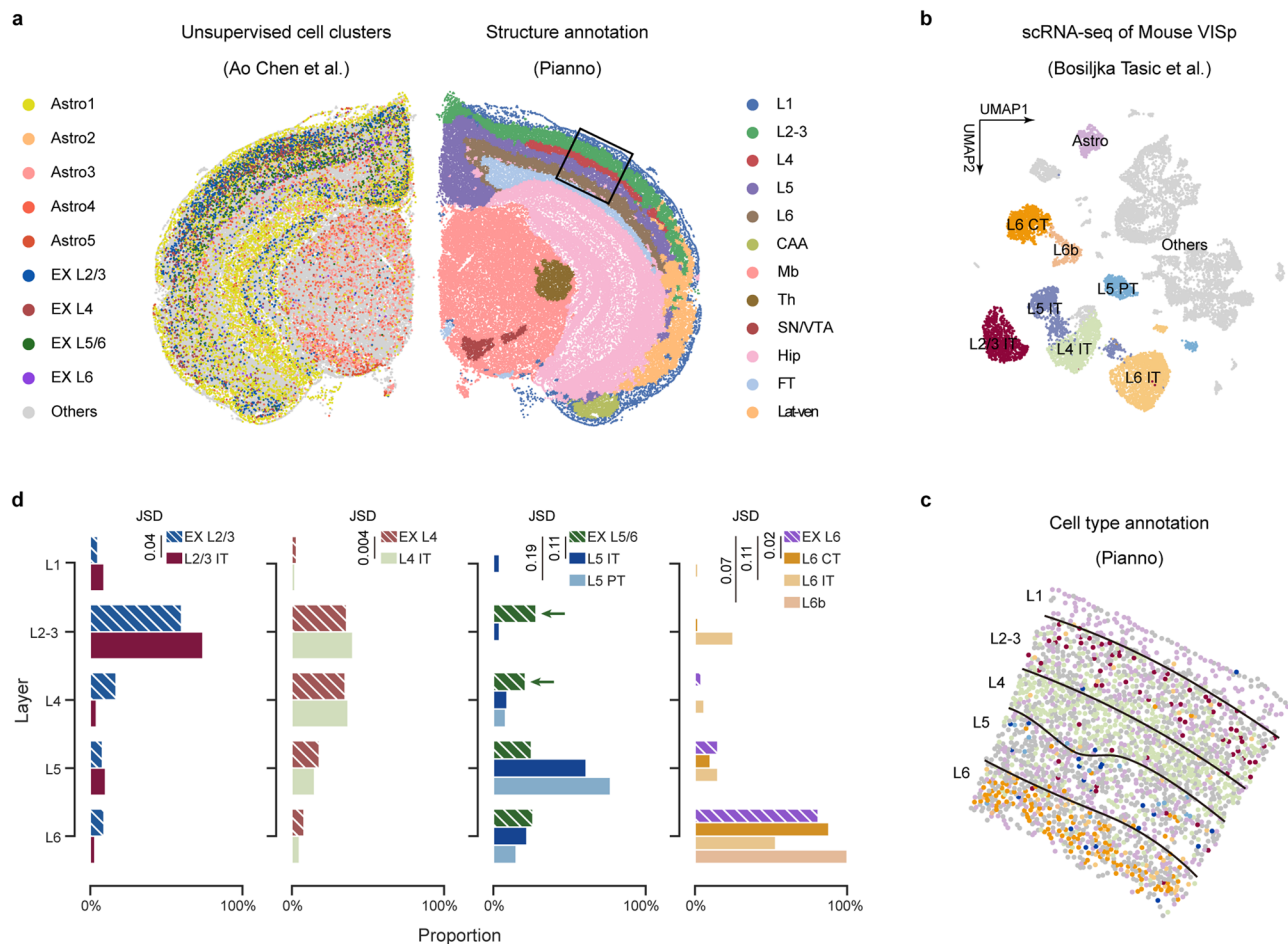 a
Unsupervised cell clusters
(Ao Chen et al.)
Structure annotation
(Pianno)
Astro1
Astro2
Astro3
Astro4
Astro5
EX L2/3
EX L4
EX L5/6
EX L6
Others
L1
L2-3
L4
L5
L6
CAA
Mb
Th
SN/VTA
Hip
FT
Lat-ven
b
scRNA-seq of Mouse VISp
(Bosiljka Tasic et al.)
UMAP1
UMAP2
Astro
L6 CT
L6b
Others
L5 PT
L5 IT
L2/3 IT
L4 IT
L6 IT
d
JSD
0.04
EX L2/3
L2/3 IT
JSD
0.004
EX L4
L4 IT
JSD
0.19
0.11
EX L5/6
L5 IT
L5 PT
JSD
0.07
0.11
0.02
EX L6
L6 CT
L6 IT
L6b
Layer
L1
L2-3
L4
L5
L6
0%
100%
0%
100%
0%
100%
0%
100%
Proportion
c
Cell type annotation
(Pianno)
L1
L2-3
L4
L5
L6